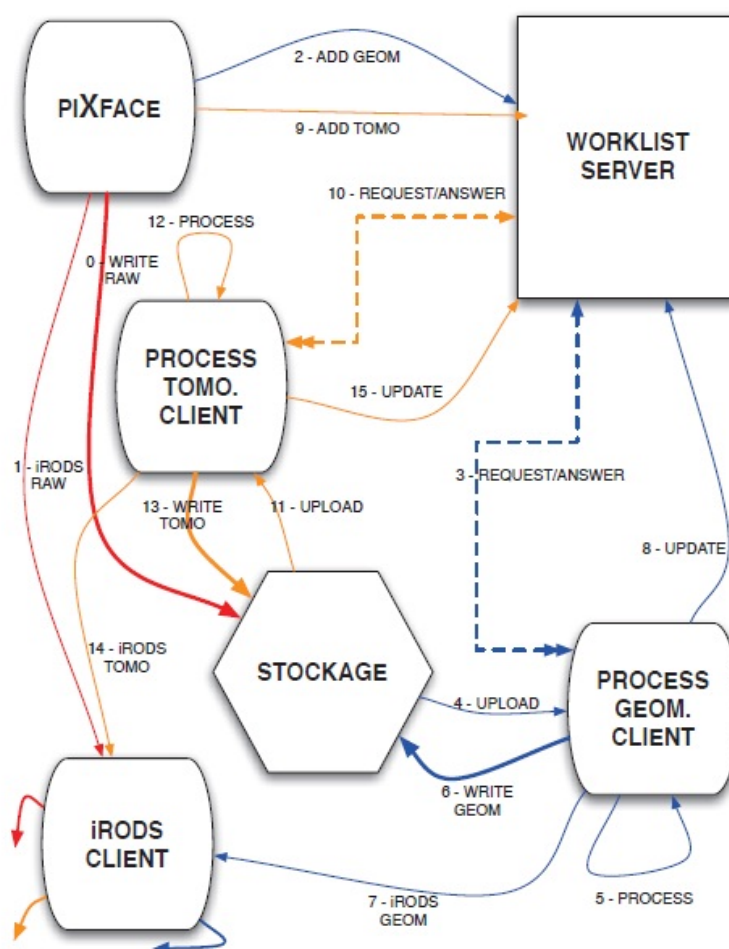 2 - ADD GEOM
PIXFACE
9 - ADD TOMO
WORKLIST
SERVER
10 - REQUEST/ANSWER
12 - PROCESS
0 - WRITE
RAW
PROCESS
TOMO.
CLIENT
15 - UPDATE
1 - iRODS
RAW
3 - REQUEST/ANSWER
13 - WRITE
TOMO
11 - UPLOAD
8 - UPDATE
14 - iRODS
TOMO
STOCKAGE
4 - UPLOAD
PROCESS
GEOM.
CLIENT
6 - WRITE
GEOM
iRODS
CLIENT
7 - iRODS
GEOM
5 - PROCESS